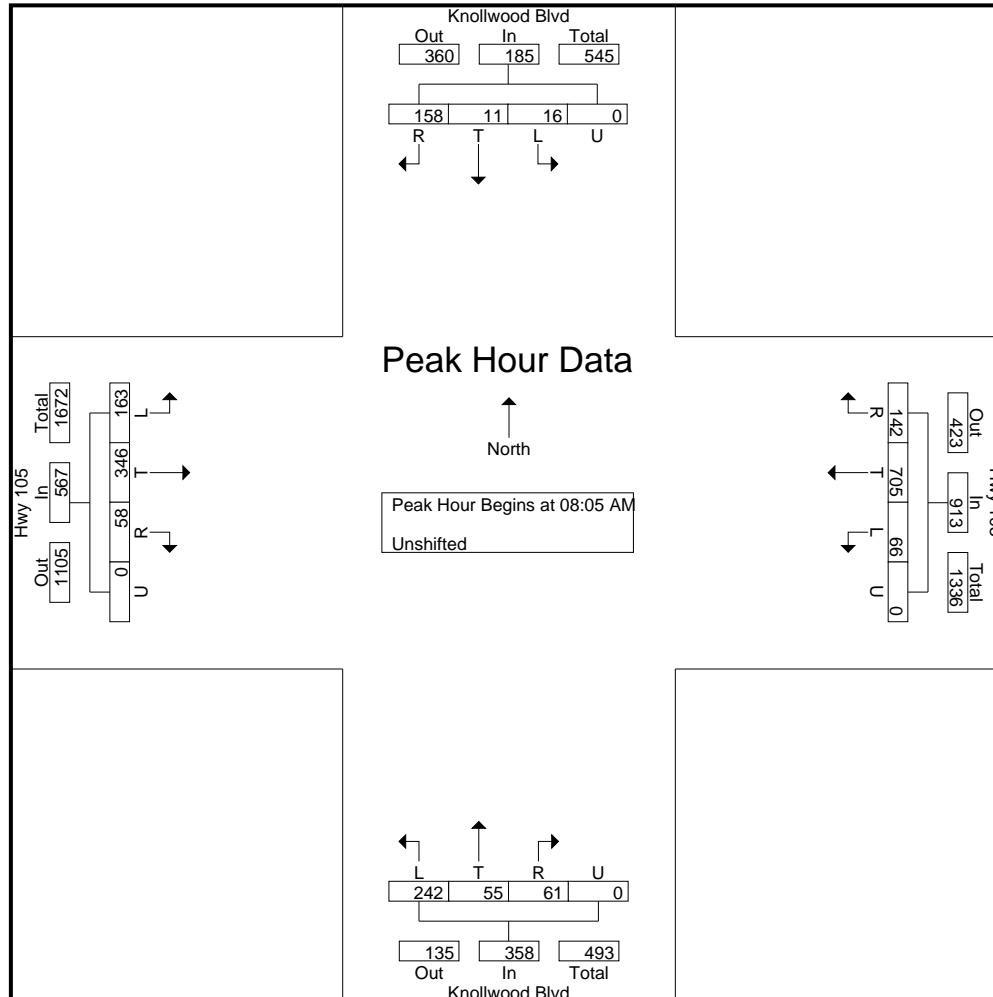 Knollwood Blvd
Out In Total
360 185 545
158 11 16 0
R T L U
Peak Hour Data
North
Peak Hour Begins at 08:05 AM
Unshifted
Hwy 105
Out In Total
1105 567 1672
163 346 58 0
L T R U
Out In Total
423 913 1336
142 705 66 0
R T L U
L T R U
242 55 61 0
135 358 493
Out In Total
Knollwood Blvd